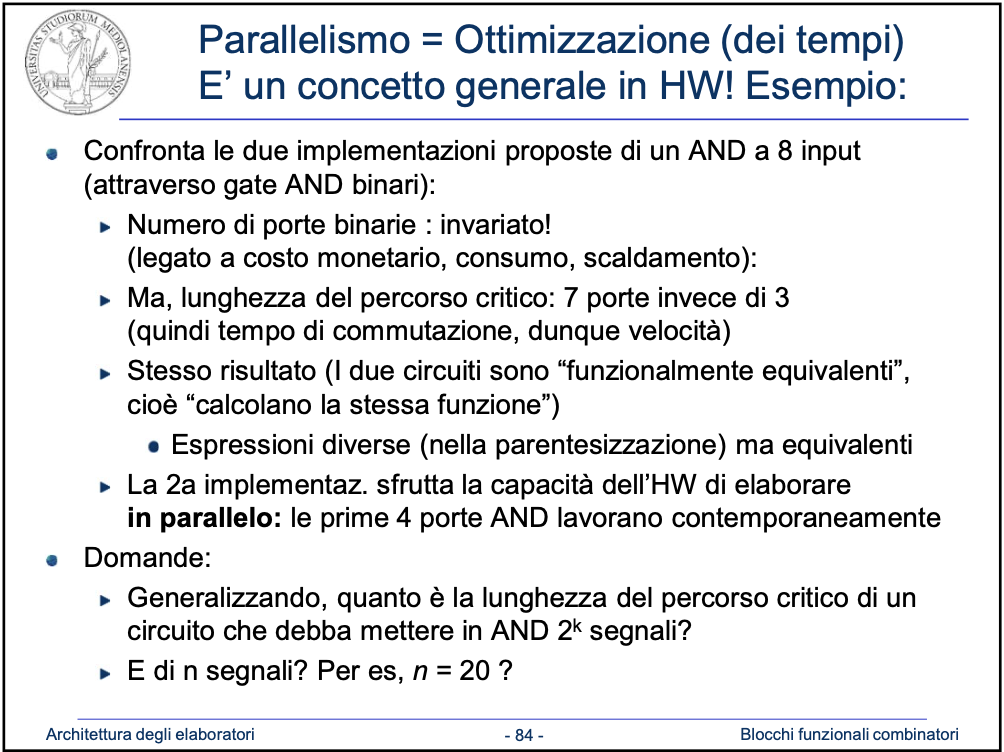 UNIVERSITAS STUDIORUM MEDIOLANENSIS
Parallelismo = Ottimizzazione (dei tempi)
E’ un concetto generale in HW! Esempio:
Confronta le due implementazioni proposte di un AND a 8 input
(attraverso gate AND binari):
Numero di porte binarie : invariato!
(legato a costo monetario, consumo, scaldamento):
Ma, lunghezza del percorso critico: 7 porte invece di 3
(quindi tempo di commutazione, dunque velocità)
Stesso risultato (I due circuiti sono “funzionalmente equivalenti”,
cioè “calcolano la stessa funzione”)
Espressioni diverse (nella parentesizzazione) ma equivalenti
La 2a implementaz. sfrutta la capacità dell’HW di elaborare
in parallelo: le prime 4 porte AND lavorano contemporaneamente
Domande:
Generalizzando, quanto è la lunghezza del percorso critico di un
circuito che debba mettere in AND 2ᵏ segnali?
E di n segnali? Per es, n = 20 ?
Architettura degli elaboratori - 84 - Blocchi funzionali combinatori